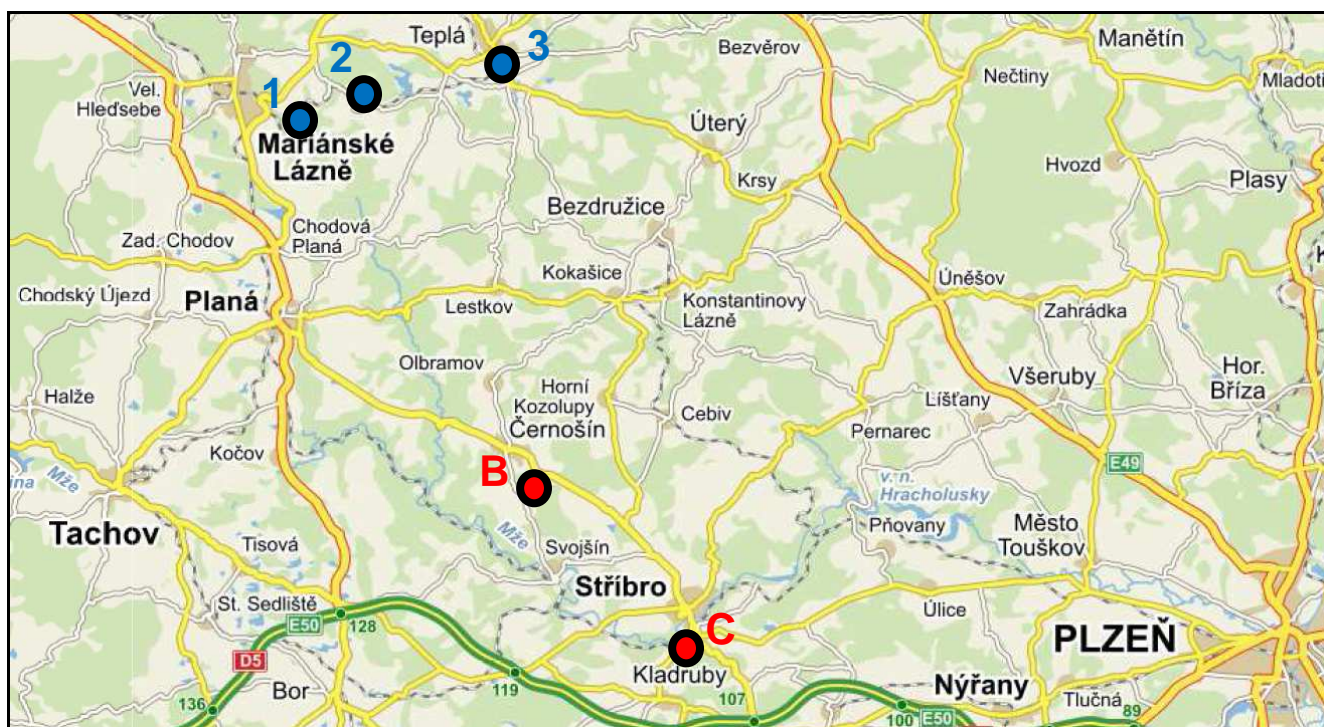 Teplá
3
Bezvěrov
Manětín
2
Nečtiny
Mladoti
Vel.
Hleďsebe
1
Mariánské
Lázně
Úterý
Hvozd
Krsy
Plasy
Bezdružice
Chodová
Planá
Zad. Chodov
Kokašice
Chodský Újezd
Planá
Lestkov
Konstantinovy
Lázně
Úněšov
Zahrádka
K
Olbramov
Horní
Kozolupy
Všeruby
Hor.
Bříza
Halže
Líšťany
Cebiv
Černošín
Pernarec
Kočov
E49
B
ina
Mže
v. n.
Hracholusky
Tachov
Mže
Pňovany
Město
Touškov
Tisová
Svojšín
Stříbro
St. Sedliště
E50
128
Úlice
C
PLZEŇ
D5
Kladruby
119
Bor
136
107
Nýřany
Tlučná
100
E50
89